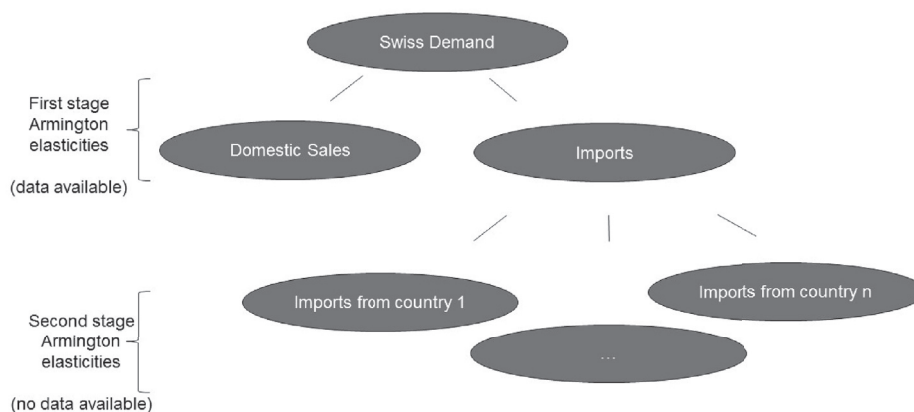 Swiss Demand
First stage
Armington
elasticities
(data available)
Domestic Sales
Imports
Imports from country 1
Imports from country n
...
Second stage
Armington
elasticities
(no data available)